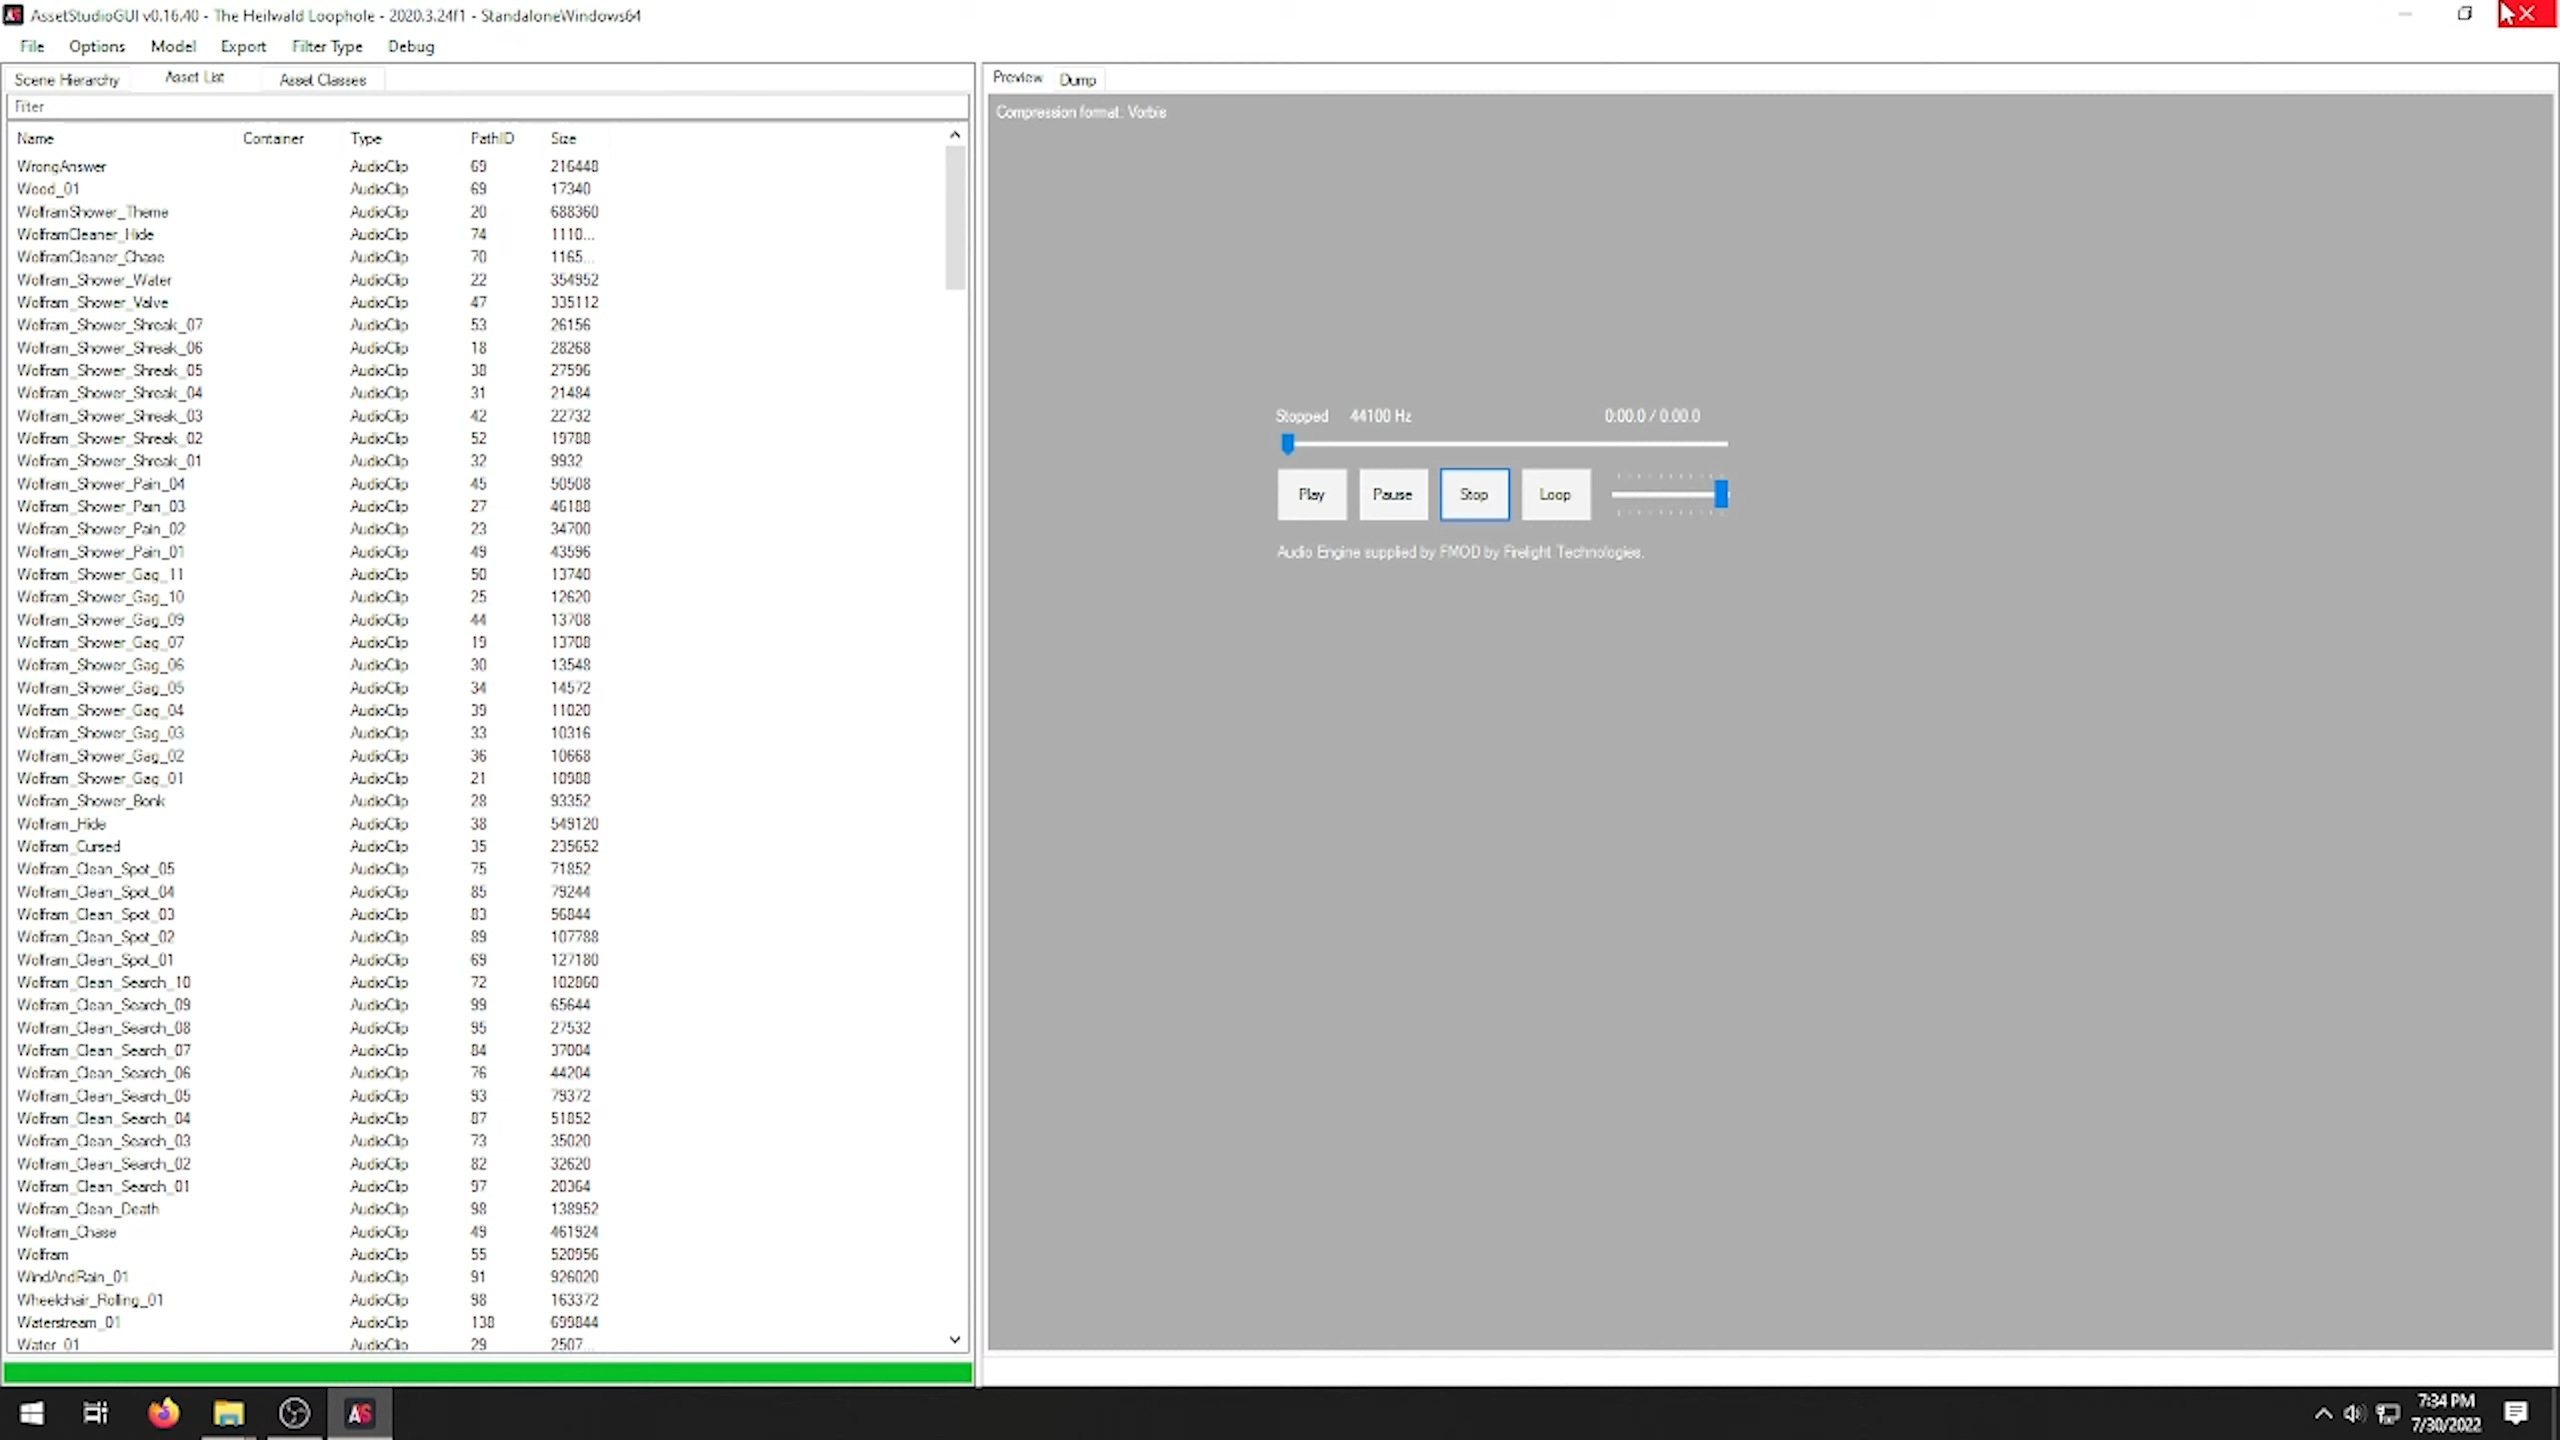 AssetStudioGUI v0.16.40 - The Heilwald Loophole - 2020.3.24f1 - StandaloneWindows64
File Options Model Export Filter Type Debug
Scene Hierarchy Asset List Asset Classes
Filter
Name Container Type PathID Size
WrongAnswer AudioClip 69 216448
Wood_01 AudioClip 69 17340
WolframShower_Theme AudioClip 20 688360
WolframCleaner_Hide AudioClip 74 1110...
WolframCleaner_Chase AudioClip 70 1165...
Wolfram_Shower_Water AudioClip 22 354952
Wolfram_Shower_Valve AudioClip 47 335112
Wolfram_Shower_Shreak_07 AudioClip 53 26156
Wolfram_Shower_Shreak_06 AudioClip 18 28268
Wolfram_Shower_Shreak_05 AudioClip 38 27596
Wolfram_Shower_Shreak_04 AudioClip 31 21484
Wolfram_Shower_Shreak_03 AudioClip 42 22732
Wolfram_Shower_Shreak_02 AudioClip 52 19788
Wolfram_Shower_Shreak_01 AudioClip 32 9932
Wolfram_Shower_Pain_04 AudioClip 45 50508
Wolfram_Shower_Pain_03 AudioClip 27 46188
Wolfram_Shower_Pain_02 AudioClip 23 34700
Wolfram_Shower_Pain_01 AudioClip 49 43596
Wolfram_Shower_Gag_11 AudioClip 50 13740
Wolfram_Shower_Gag_10 AudioClip 25 12620
Wolfram_Shower_Gag_09 AudioClip 44 13708
Wolfram_Shower_Gag_07 AudioClip 19 13708
Wolfram_Shower_Gag_06 AudioClip 30 13548
Wolfram_Shower_Gag_05 AudioClip 34 14572
Wolfram_Shower_Gag_04 AudioClip 39 11020
Wolfram_Shower_Gag_03 AudioClip 33 10316
Wolfram_Shower_Gag_02 AudioClip 36 10668
Wolfram_Shower_Gag_01 AudioClip 21 10988
Wolfram_Shower_Bonk AudioClip 28 93352
Wolfram_Hide AudioClip 38 549120
Wolfram_Cursed AudioClip 35 235652
Wolfram_Clean_Spot_05 AudioClip 75 71852
Wolfram_Clean_Spot_04 AudioClip 85 79244
Wolfram_Clean_Spot_03 AudioClip 83 56844
Wolfram_Clean_Spot_02 AudioClip 89 107788
Wolfram_Clean_Spot_01 AudioClip 69 127180
Wolfram_Clean_Search_10 AudioClip 72 102860
Wolfram_Clean_Search_09 AudioClip 99 65644
Wolfram_Clean_Search_08 AudioClip 95 27532
Wolfram_Clean_Search_07 AudioClip 84 37004
Wolfram_Clean_Search_06 AudioClip 76 44204
Wolfram_Clean_Search_05 AudioClip 93 79372
Wolfram_Clean_Search_04 AudioClip 87 51852
Wolfram_Clean_Search_03 AudioClip 73 35020
Wolfram_Clean_Search_02 AudioClip 82 32620
Wolfram_Clean_Search_01 AudioClip 97 20364
Wolfram_Clean_Death AudioClip 98 138952
Wolfram_Chase AudioClip 49 461924
Wolfram AudioClip 55 520956
WindAndRain_01 AudioClip 91 926020
Wheelchair_Rolling_01 AudioClip 98 163372
Waterstream_01 AudioClip 138 699844
Water_01 AudioClip 29 2507...
Preview Dump
Compression format: Vorbis
Stopped 44100 Hz 0:00.0 / 0:00.0
Play Pause Stop Loop
Audio Engine supplied by FMOD by Firelight Technologies.
AS
7:34 PM
7/30/2022